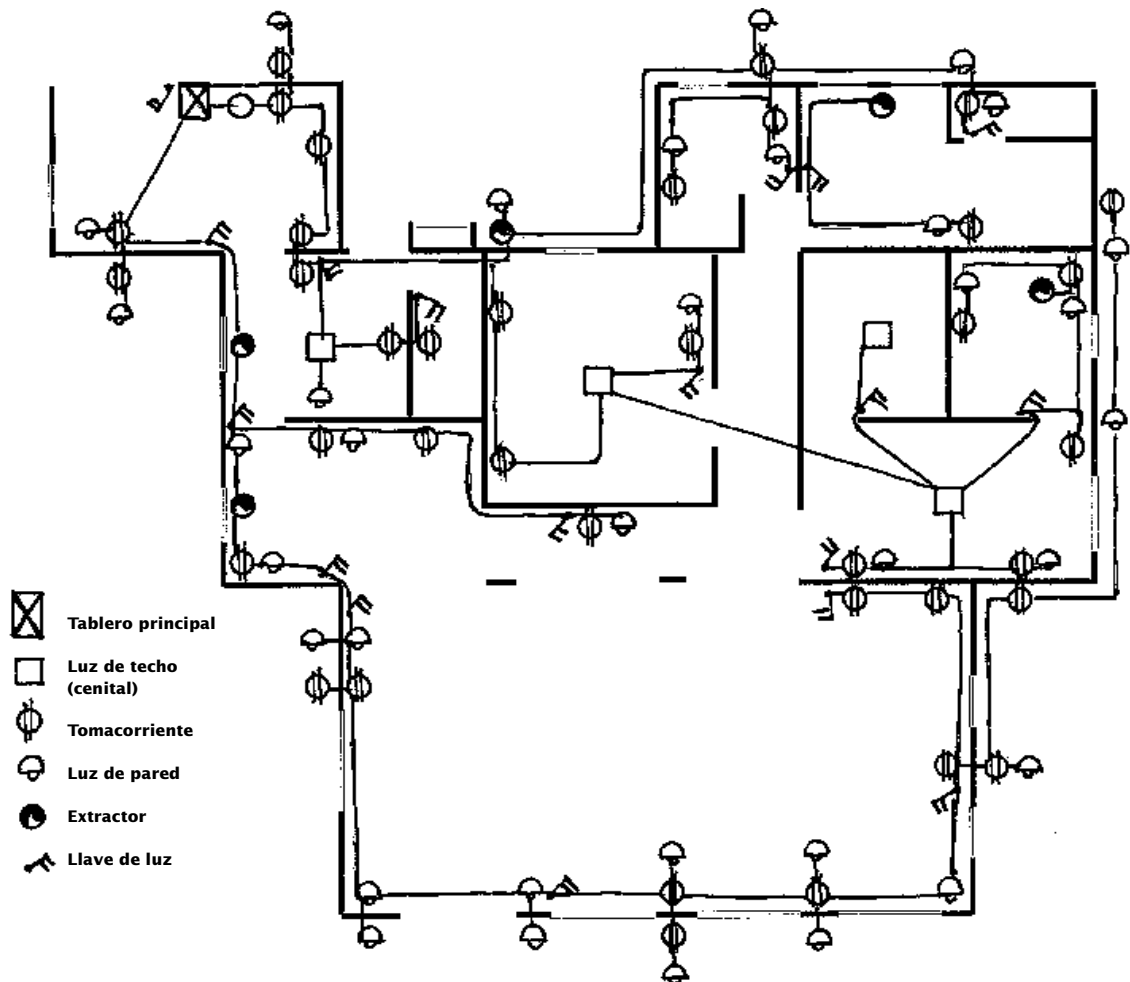 Tablero principal
Luz de techo
(cenital)
Tomacorriente
Luz de pared
Extractor
Llave de luz